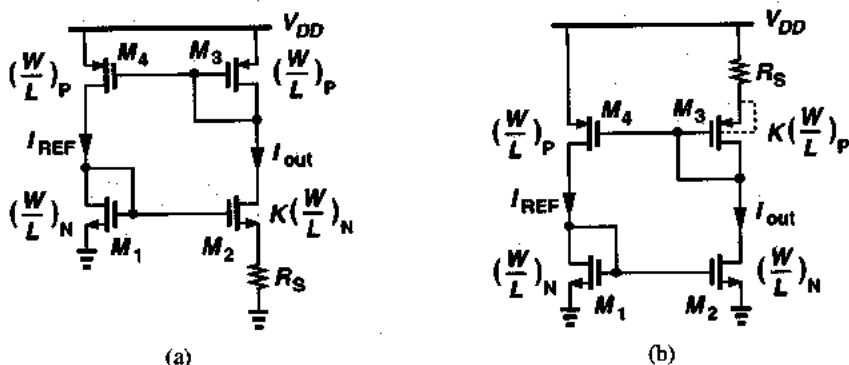 V_DD
M_4
M_3
(W/L)_P
(W/L)_P
I_REF
I_out
(W/L)_N
M_1
M_2
K(W/L)_N
R_S
(a)
V_DD
R_S
M_4
M_3
(W/L)_P
K(W/L)_P
I_REF
I_out
(W/L)_N
M_1
M_2
(W/L)_N
(b)